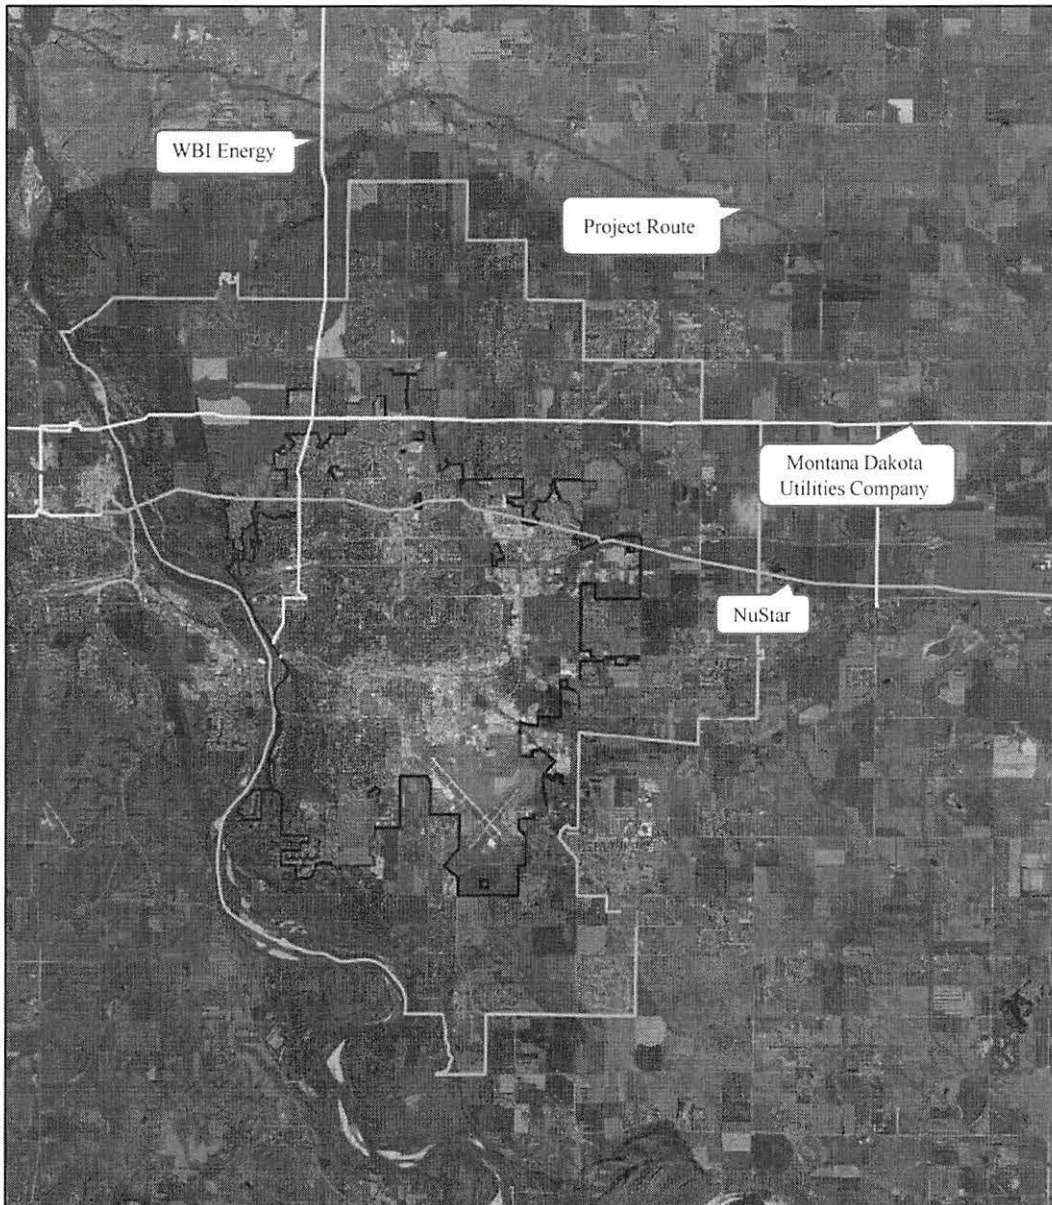 WBI Energy
Project Route
Montana Dakota
Utilities Company
NuStar